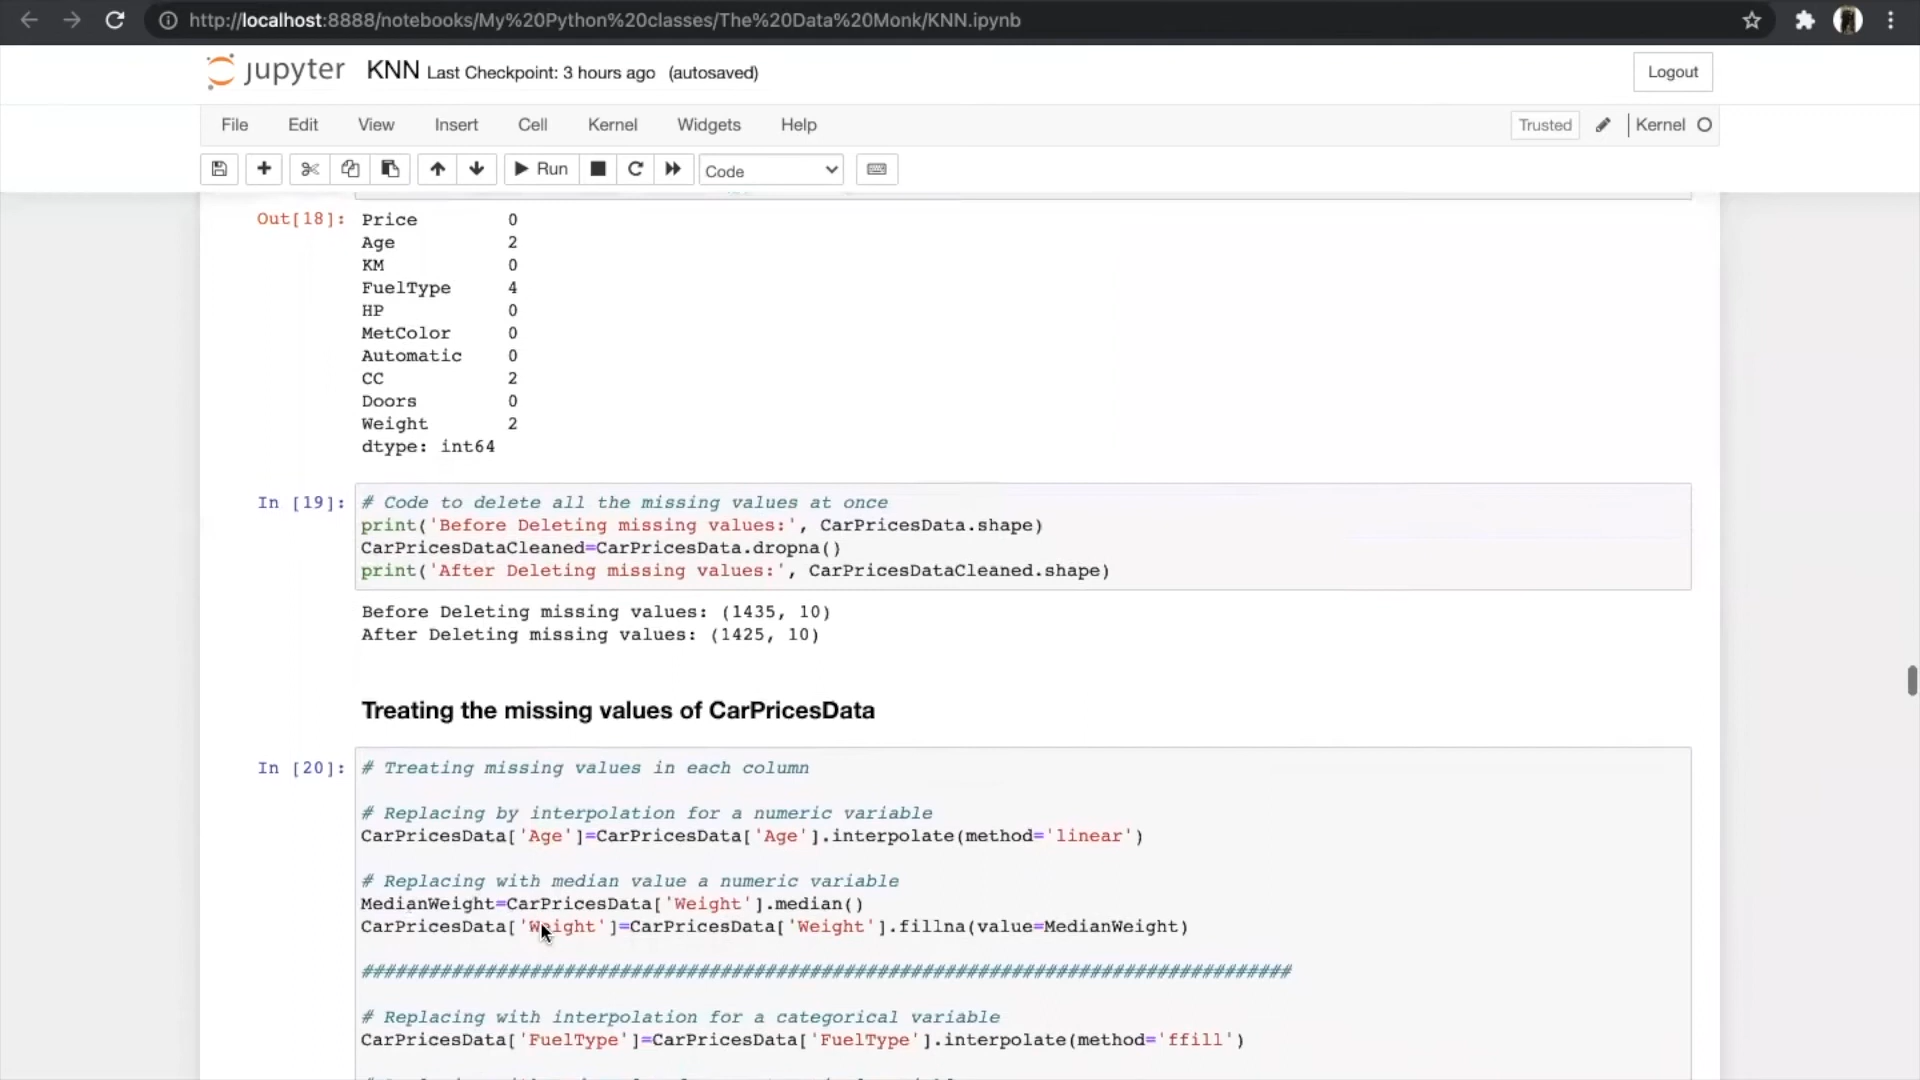 http://localhost:8888/notebooks/My%20Python%20classes/The%20Data%20Monk/KNN.ipynb
jupyter KNN Last Checkpoint: 3 hours ago (autosaved)
Logout
File Edit View Insert Cell Kernel Widgets Help
Trusted Kernel
Run Code
Out[18]: Price 0
Age 2
KM 0
FuelType 4
HP 0
MetColor 0
Automatic 0
CC 2
Doors 0
Weight 2
dtype: int64
In [19]: # Code to delete all the missing values at once
print('Before Deleting missing values:', CarPricesData.shape)
CarPricesDataCleaned=CarPricesData.dropna()
print('After Deleting missing values:', CarPricesDataCleaned.shape)
Before Deleting missing values: (1435, 10)
After Deleting missing values: (1425, 10)
Treating the missing values of CarPricesData
In [20]: # Treating missing values in each column
# Replacing by interpolation for a numeric variable
CarPricesData['Age']=CarPricesData['Age'].interpolate(method='linear')
# Replacing with median value a numeric variable
MedianWeight=CarPricesData['Weight'].median()
CarPricesData['Weight']=CarPricesData['Weight'].fillna(value=MedianWeight)
###################################################################################
# Replacing with interpolation for a categorical variable
CarPricesData['FuelType']=CarPricesData['FuelType'].interpolate(method='ffill')